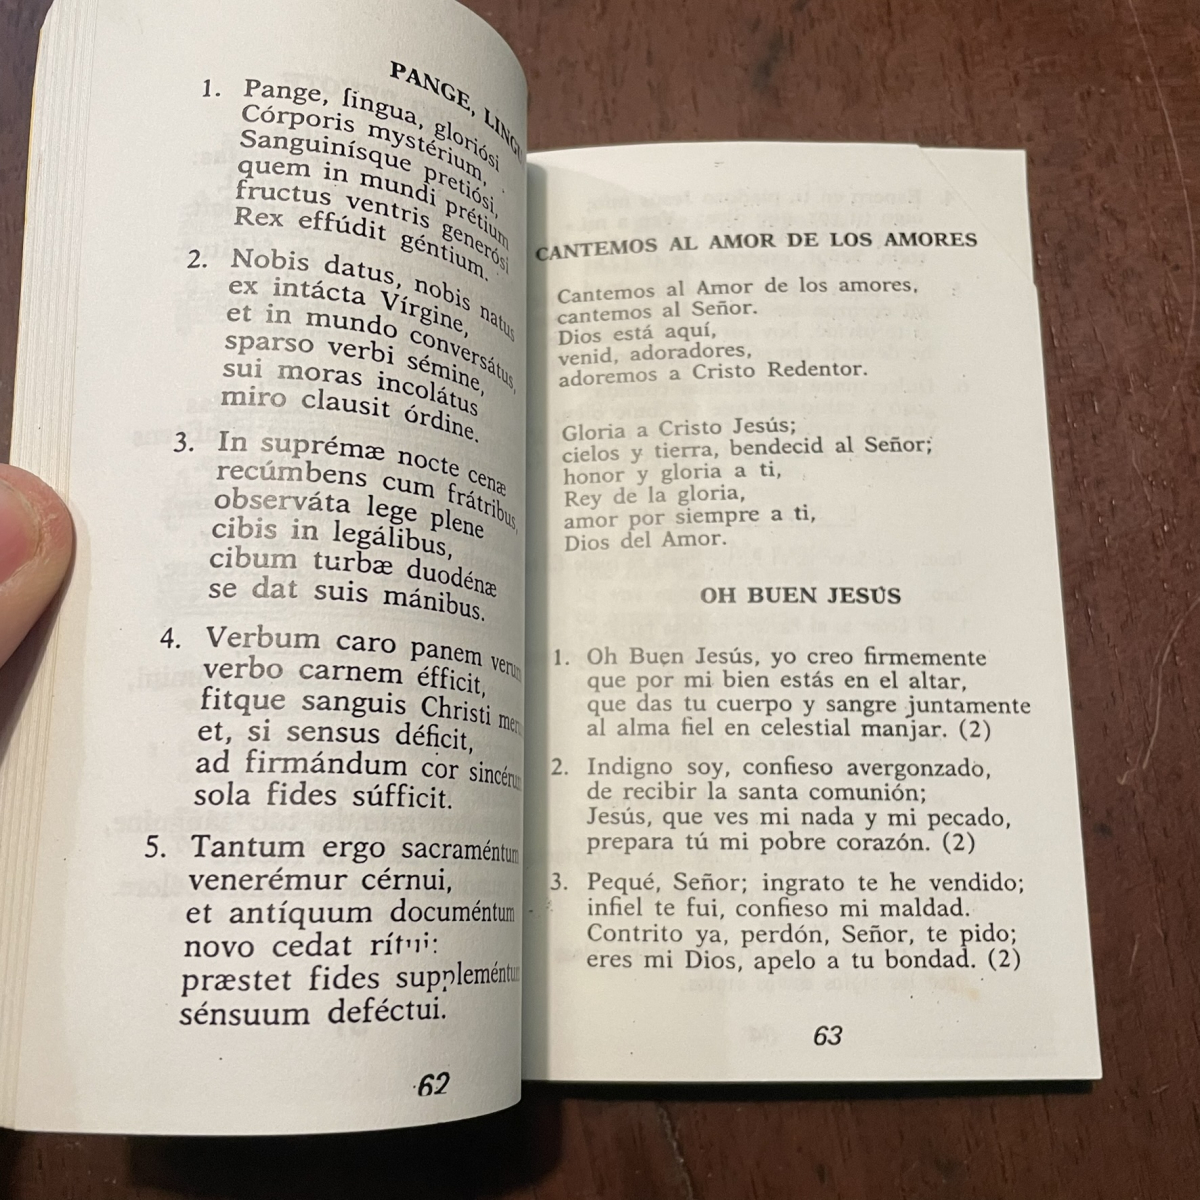 PANGE, LINGU
1. Pange, lingua, gloriósi
Córporis mystérium,
Sanguinísque pretiósi,
quem in mundi prétium
fructus ventris generósi
Rex effúdit géntium.
2. Nobis datus, nobis natus
ex intácta Vírgine,
et in mundo conversátus,
sparso verbi sémine,
sui moras incolátus
miro clausit órdine.
3. In suprémæ nocte cenæ
recúmbens cum frátribus,
observáta lege plene
cibis in legálibus,
cibum turbæ duodénæ
se dat suis mánibus.
4. Verbum caro panem verum
verbo carnem éfficit,
fitque sanguis Christi mer
et, si sensus déficit,
ad firmándum cor sincérum
sola fides súfficit.
5. Tantum ergo sacraméntum
venerémur cérnui,
et antíquum documéntum
novo cedat rítui:
præstet fides suppleméntum
sénsuum deféctui.
62
CANTEMOS AL AMOR DE LOS AMORES
Cantemos al Amor de los amores,
cantemos al Señor.
Dios está aquí,
venid, adoradores,
adoremos a Cristo Redentor.
Gloria a Cristo Jesús;
cielos y tierra, bendecid al Señor;
honor y gloria a ti,
Rey de la gloria,
amor por siempre a ti,
Dios del Amor.
OH BUEN JESÚS
1. Oh Buen Jesús, yo creo firmemente
que por mi bien estás en el altar,
que das tu cuerpo y sangre juntamente
al alma fiel en celestial manjar. (2)
2. Indigno soy, confieso avergonzado,
de recibir la santa comunión;
Jesús, que ves mi nada y mi pecado,
prepara tú mi pobre corazón. (2)
3. Pequé, Señor; ingrato te he vendido;
infiel te fui, confieso mi maldad.
Contrito ya, perdón, Señor, te pido;
eres mi Dios, apelo a tu bondad. (2)
63